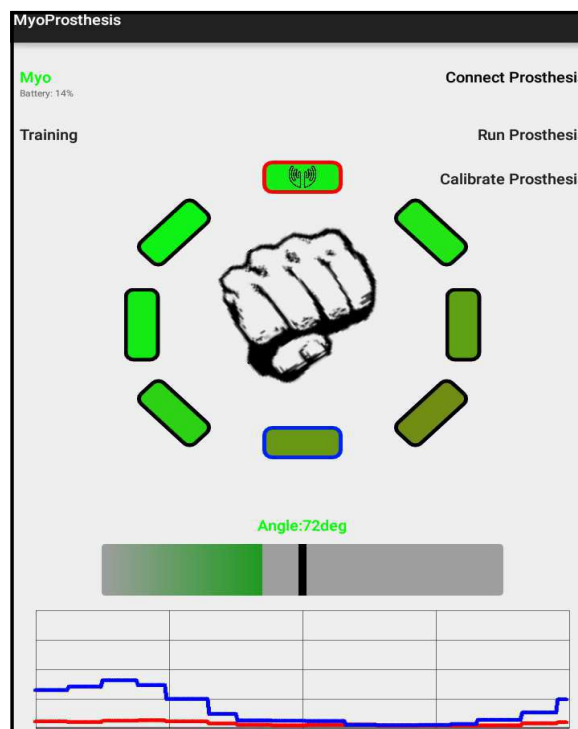 MyoProsthesis
Myo
Connect Prosthesi
Battery: 14%
Training
Run Prosthesi
Calibrate Prosthesi
Angle:72deg